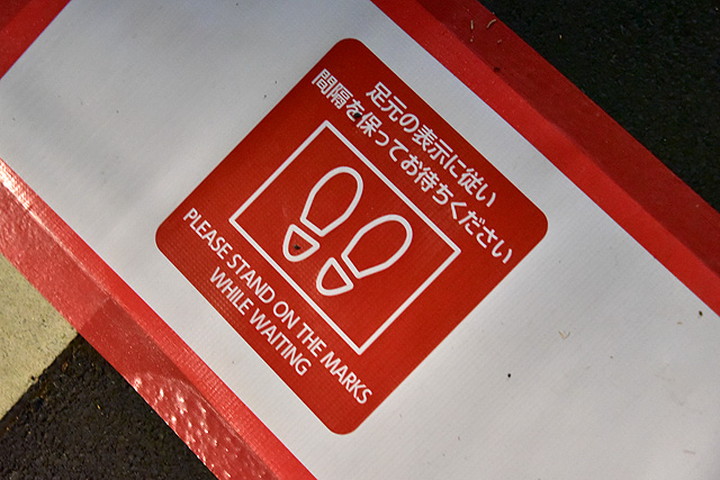 足元の表示に従い
間隔を保ってお待ちください
PLEASE STAND ON THE MARKS
WHILE WAITING